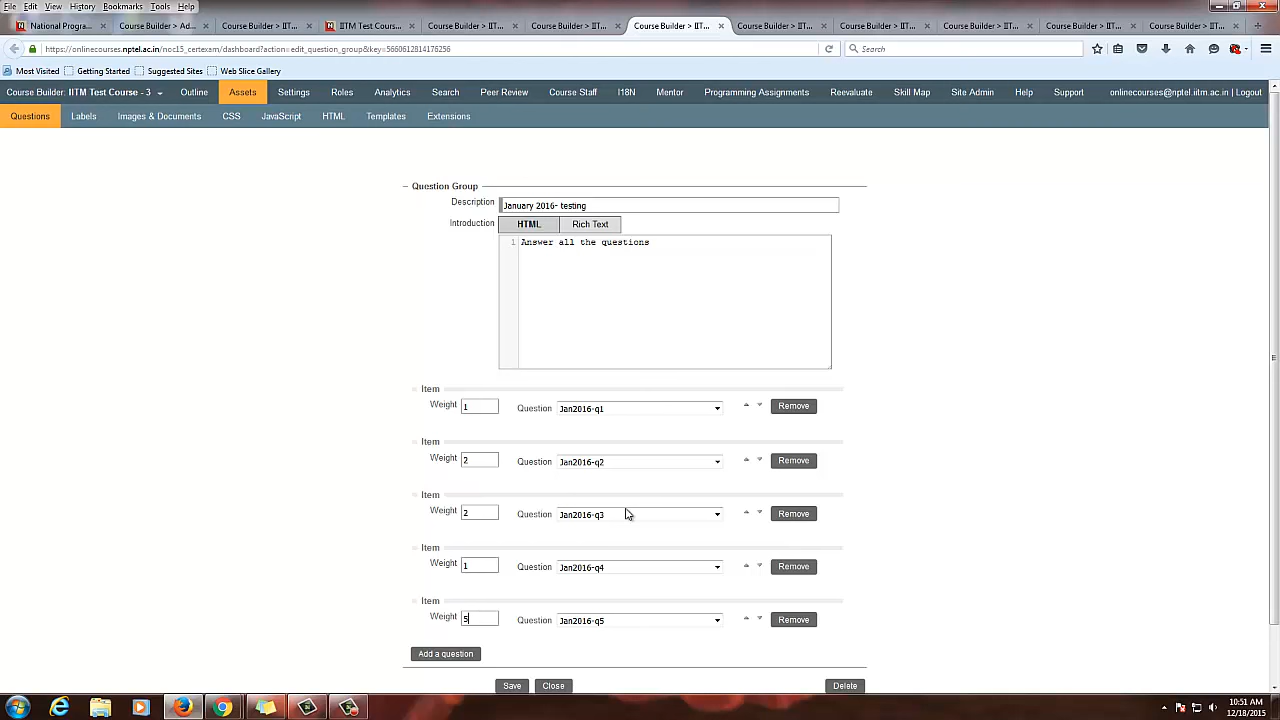 File Edit View History Bookmarks Tools Help
National Progra... Course Builder > Ad... Course Builder > IIT... IITM Test Cours... Course Builder > IIT... Course Builder > IIT... Course Builder > IIT... Course Builder > IIT... Course Builder > IIT... Course Builder > IIT... Course Builder > IIT... Course Builder > IIT...
https://onlinecourses.nptel.ac.in/noc15_certexam/dashboard?action=edit_question_group&key=5660612814176256 Search
Most Visited Getting Started Suggested Sites Web Slice Gallery
Course Builder: IITM Test Course - 3 Outline Assets Settings Roles Analytics Search Peer Review Course Staff I18N Mentor Programming Assignments Reevaluate Skill Map Site Admin Help Support onlinecourses@nptel.iitm.ac.in | Logout
Questions Labels Images & Documents CSS JavaScript HTML Templates Extensions
Question Group
Description January 2016- testing
Introduction HTML Rich Text
1 Answer all the questions
Item
Weight 1 Question Jan2016-q1 Remove
Item
Weight 2 Question Jan2016-q2 Remove
Item
Weight 2 Question Jan2016-q3 Remove
Item
Weight 1 Question Jan2016-q4 Remove
Item
Weight 5 Question Jan2016-q5 Remove
Add a question
Save Close Delete
10:51 AM
12/18/2015